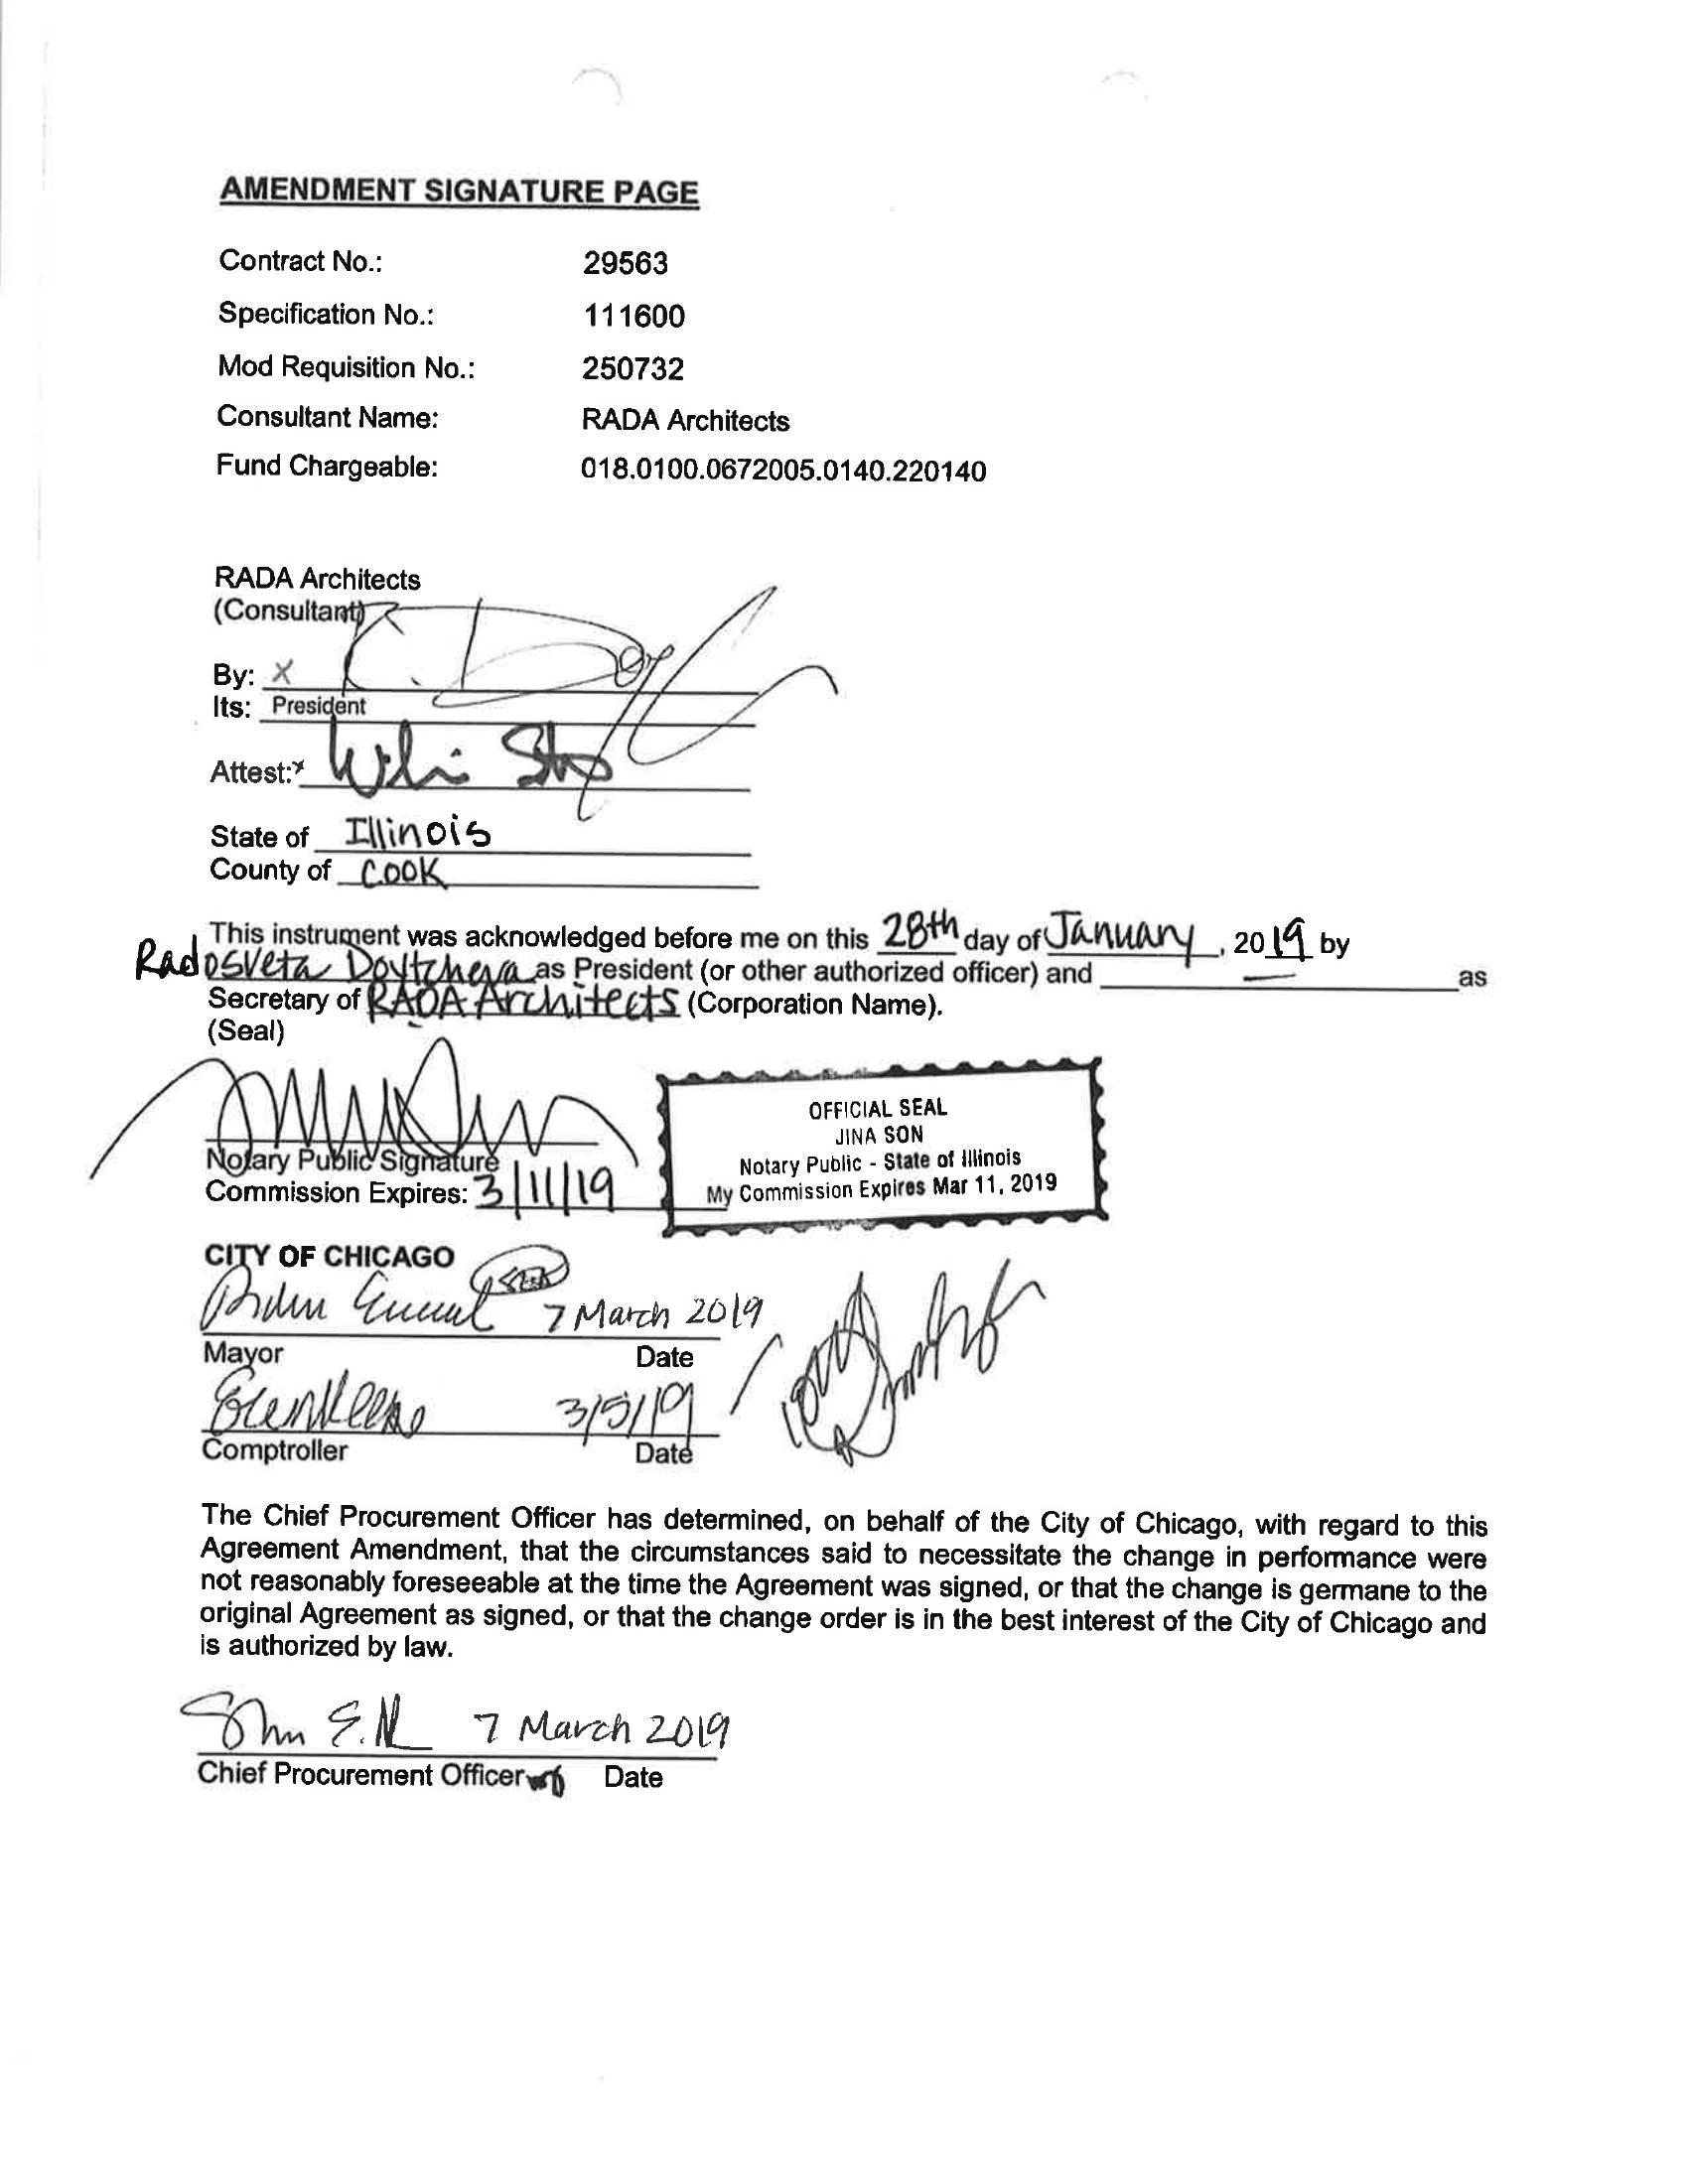 AMENDMENT SIGNATURE PAGE
Contract No.: 29563
Specification No.: 111600
Mod Requisition No.: 250732
Consultant Name: RADA Architects
Fund Chargeable: 018.0100.0672005.0140.220140
RADA Architects
(Consultant)
By: X
Its: President
Attest:x
State of Illinois
County of COOK
This instrument was acknowledged before me on this 28th day of January, 2019 by
Radosveta Doytcheva as President (or other authorized officer) and — as
Secretary of RADA Architects (Corporation Name).
(Seal)
OFFICIAL SEAL
JINA SON
Notary Public - State of Illinois
My Commission Expires Mar 11, 2019
Notary Public Signature
Commission Expires: 3/11/19
CITY OF CHICAGO
7 March 2019
Mayor Date
3/5/19
Comptroller Date
The Chief Procurement Officer has determined, on behalf of the City of Chicago, with regard to this
Agreement Amendment, that the circumstances said to necessitate the change in performance were
not reasonably foreseeable at the time the Agreement was signed, or that the change is germane to the
original Agreement as signed, or that the change order is in the best interest of the City of Chicago and
is authorized by law.
7 March 2019
Chief Procurement Officer Date